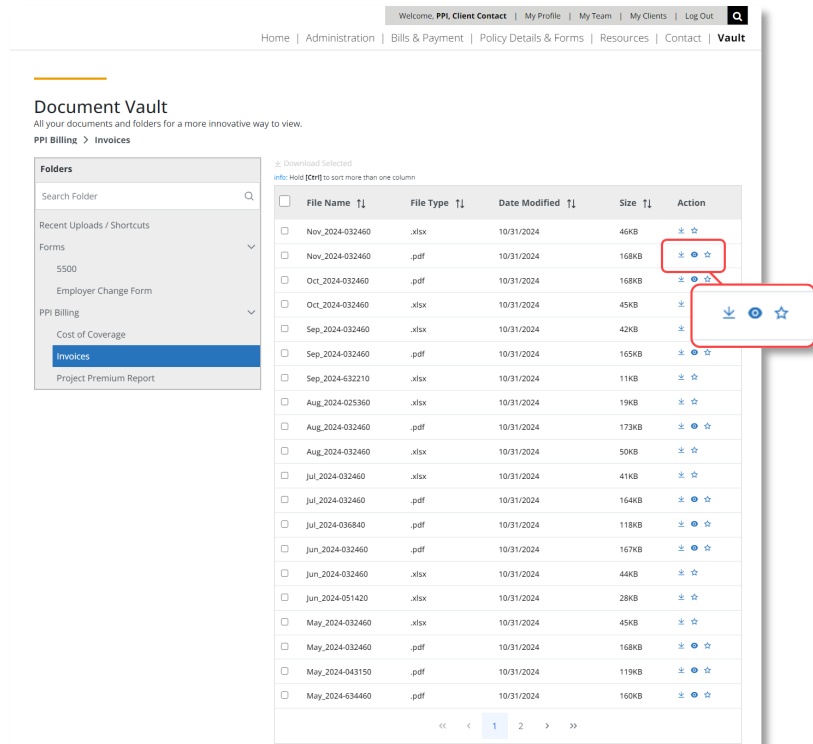 Welcome, PPI, Client Contact | My Profile | My Team | My Clients | Log Out
Home | Administration | Bills & Payment | Policy Details & Forms | Resources | Contact | Vault
Document Vault
All your documents and folders for a more innovative way to view.
PPI Billing > Invoices
Folders
Search Folder
Recent Uploads / Shortcuts
Forms
5500
Employer Change Form
PPI Billing
Cost of Coverage
Invoices
Project Premium Report
Download Selected
info: Hold [Ctrl] to sort more than one column
File Name File Type Date Modified Size Action
Nov_2024-032460 .xlsx 10/31/2024 46KB
Nov_2024-032460 .pdf 10/31/2024 168KB
Oct_2024-032460 .pdf 10/31/2024 168KB
Oct_2024-032460 .xlsx 10/31/2024 45KB
Sep_2024-032460 .xlsx 10/31/2024 42KB
Sep_2024-032460 .pdf 10/31/2024 165KB
Sep_2024-632210 .xlsx 10/31/2024 11KB
Aug_2024-025360 .xlsx 10/31/2024 19KB
Aug_2024-032460 .pdf 10/31/2024 173KB
Aug_2024-032460 .xlsx 10/31/2024 50KB
Jul_2024-032460 .xlsx 10/31/2024 41KB
Jul_2024-032460 .pdf 10/31/2024 164KB
Jul_2024-036840 .pdf 10/31/2024 118KB
Jun_2024-032460 .pdf 10/31/2024 167KB
Jun_2024-032460 .xlsx 10/31/2024 44KB
Jun_2024-051420 .xlsx 10/31/2024 28KB
May_2024-032460 .xlsx 10/31/2024 45KB
May_2024-032460 .pdf 10/31/2024 168KB
May_2024-043150 .pdf 10/31/2024 119KB
May_2024-634460 .pdf 10/31/2024 160KB
<< < 1 2 > >>